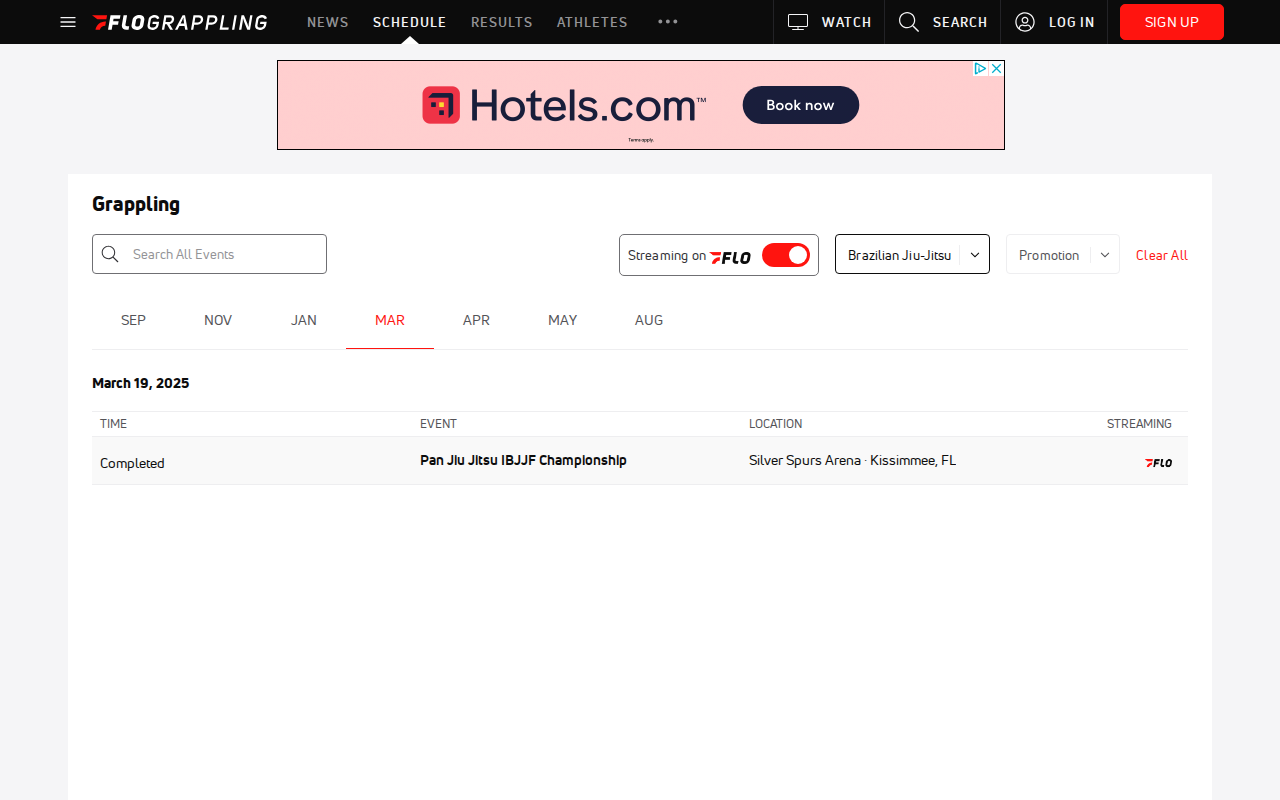 FLOGRAPPLING
NEWS
SCHEDULE
RESULTS
ATHLETES
WATCH
SEARCH
LOG IN
SIGN UP
Hotels.com™
Book now
Terms apply.
Grappling
Search All Events
Streaming on FLO
Brazilian Jiu-Jitsu
Promotion
Clear All
SEP
NOV
JAN
MAR
APR
MAY
AUG
March 19, 2025
TIME
EVENT
LOCATION
STREAMING
Completed
Pan Jiu Jitsu IBJJF Championship
Silver Spurs Arena · Kissimmee, FL
FLO